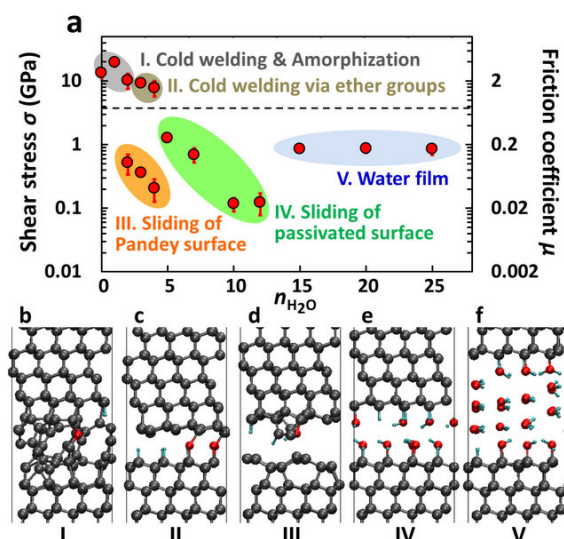 a
I. Cold welding & Amorphization
II. Cold welding via ether groups
III. Sliding of
Pandey surface
IV. Sliding of
passivated surface
V. Water film
Shear stress σ (GPa)
10
1
0.1
0.01
Friction coefficient μ
2
0.2
0.02
0.002
0 5 10 15 20 25
nH₂O
b c d e f
I II III IV V